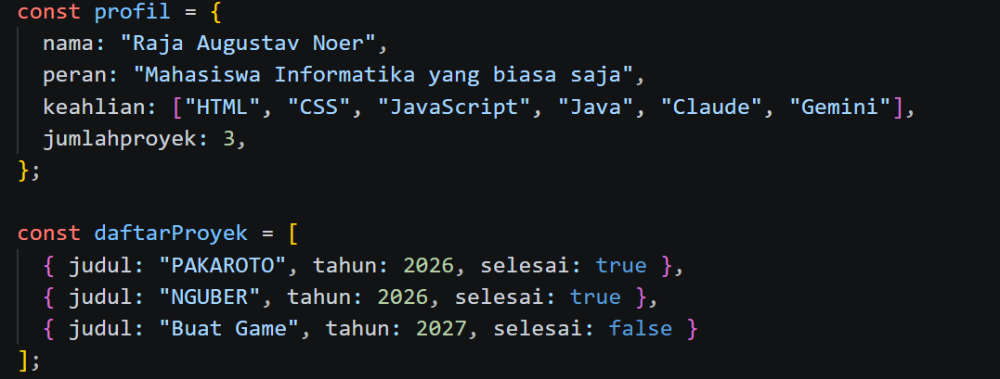 const profil = {
  nama: "Raja Augustav Noer",
  peran: "Mahasiswa Informatika yang biasa saja",
  keahlian: ["HTML", "CSS", "JavaScript", "Java", "Claude", "Gemini"],
  jumlahproyek: 3,
};

const daftarProyek = [
  { judul: "PAKAROTO", tahun: 2026, selesai: true },
  { judul: "NGUBER", tahun: 2026, selesai: true },
  { judul: "Buat Game", tahun: 2027, selesai: false }
];